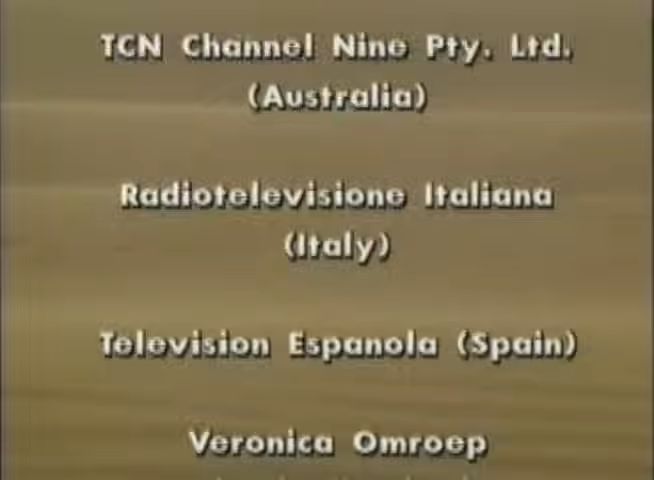 TCN Channel Nine Pty. Ltd.
(Australia)
Radiotelevisione Italiana
(Italy)
Television Espanola (Spain)
Veronica Omroep